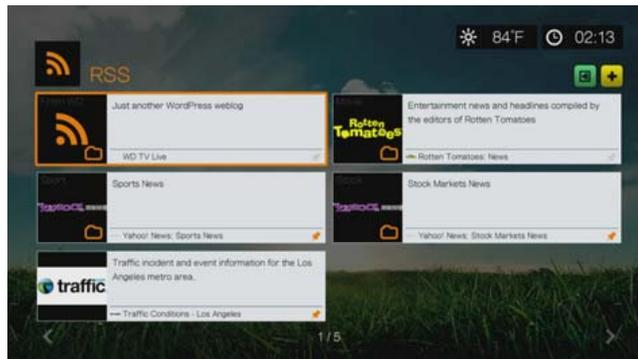 84°F
02:13
RSS
Just another WordPress weblog
WD TV Live
Movie
Rotten
Tomatoes
Entertainment news and headlines compiled by
the editors of Rotten Tomatoes
Rotten Tomatoes: News
Sport
Sports News
Yahoo! News: Sports News
Stock
Stock Markets News
Yahoo! News: Stock Markets News
traffic
Traffic incident and event information for the Los
Angeles metro area.
Traffic Conditions - Los Angeles
1/5